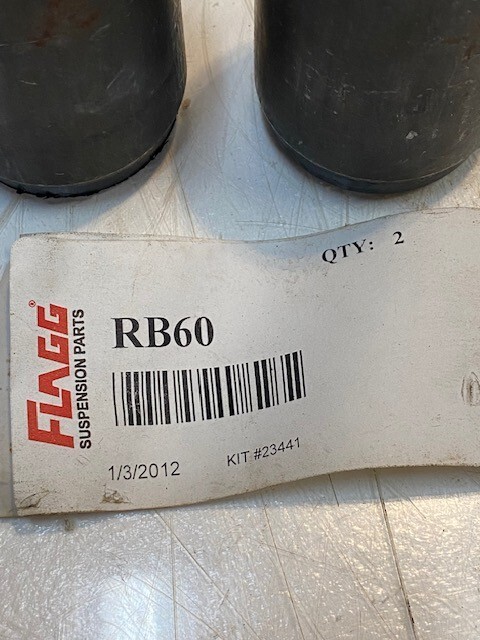 QTY: 2
FLAGG®
SUSPENSION PARTS
RB60
1/3/2012
KIT #23441